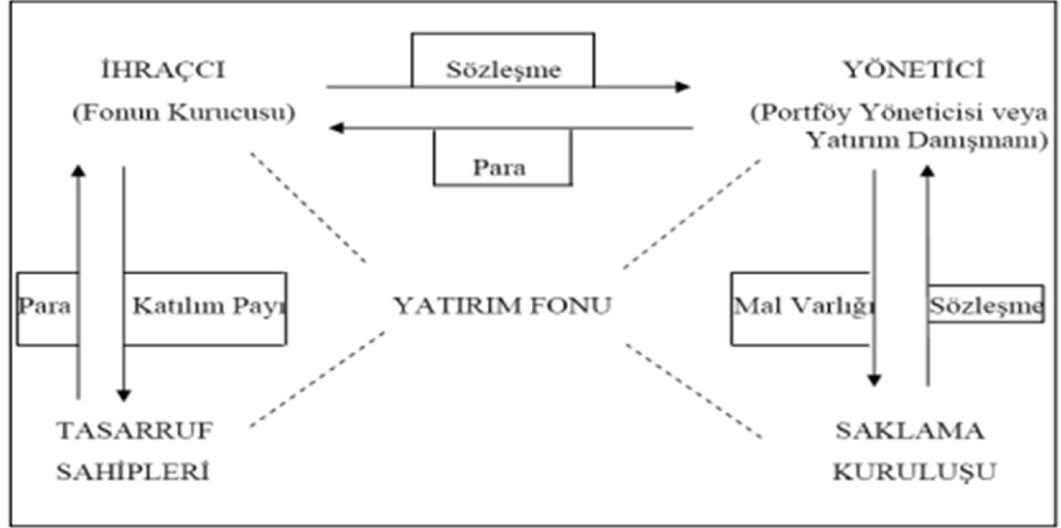 İHRAÇCI
(Fonun Kurucusu)
Sözleşme
Para
YÖNETİCİ
(Portföy Yöneticisi veya
Yatırım Danışmanı)
Para
Katılım Payı
YATIRIM FONU
Mal Varlığı
Sözleşme
TASARRUF
SAHİPLERİ
SAKLAMA
KURULUŞU